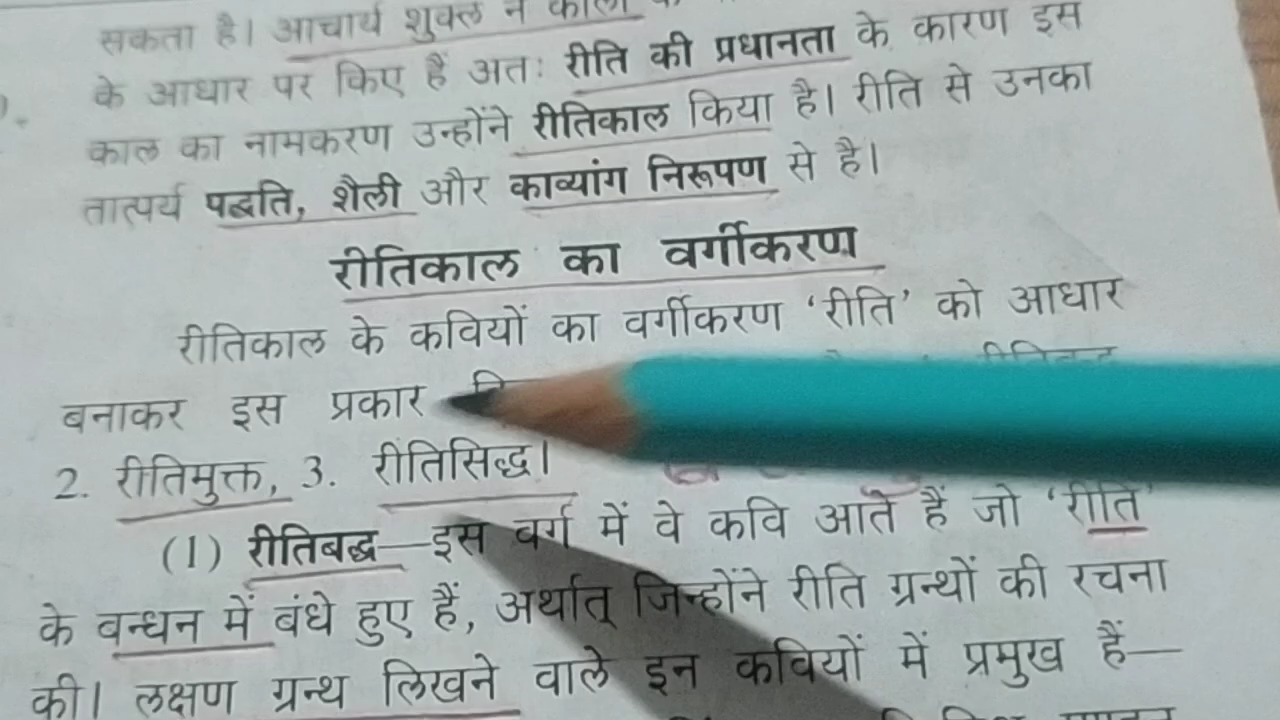 सकता है। आचार्य शुक्ल ने कालों
के आधार पर किए हैं अतः रीति की प्रधानता के कारण इस
काल का नामकरण उन्होंने रीतिकाल किया है। रीति से उनका
तात्पर्य पद्धति, शैली और काव्यांग निरूपण से है।
रीतिकाल का वर्गीकरण
रीतिकाल के कवियों का वर्गीकरण ‘रीति’ को आधार
बनाकर इस प्रकार
2. रीतिमुक्त, 3. रीतिसिद्ध।
(1) रीतिबद्ध—इस वर्ग में वे कवि आते हैं जो ‘रीति’
के बन्धन में बंधे हुए हैं, अर्थात् जिन्होंने रीति ग्रन्थों की रचना
की। लक्षण ग्रन्थ लिखने वाले इन कवियों में प्रमुख हैं—